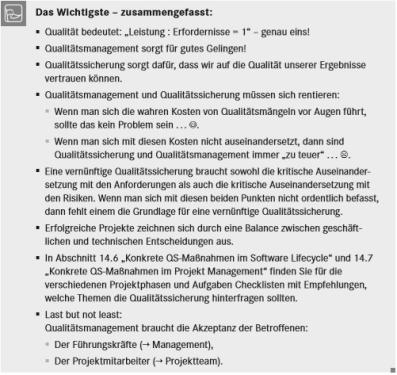 Das Wichtigste – zusammengefasst:
▪ Qualität bedeutet: „Leistung : Erfordernisse = 1“ – genau eins!
▪ Qualitätsmanagement sorgt für gutes Gelingen!
▪ Qualitätssicherung sorgt dafür, dass wir auf die Qualität unserer Ergebnisse
vertrauen können.
▪ Qualitätsmanagement und Qualitätssicherung müssen sich rentieren:
▫ Wenn man sich die wahren Kosten von Qualitätsmängeln vor Augen führt,
sollte das kein Problem sein … ☺.
▫ Wenn man sich mit diesen Kosten nicht auseinandersetzt, dann sind
Qualitätssicherung und Qualitätsmanagement immer „zu teuer“ … ☹.
▪ Eine vernünftige Qualitätssicherung braucht sowohl die kritische Auseinander-
setzung mit den Anforderungen als auch die kritische Auseinandersetzung mit
den Risiken. Wenn man sich mit diesen beiden Punkten nicht ordentlich befasst,
dann fehlt einem die Grundlage für eine vernünftige Qualitätssicherung.
▪ Erfolgreiche Projekte zeichnen sich durch eine Balance zwischen geschäft-
lichen und technischen Entscheidungen aus.
▪ In Abschnitt 14.6 „Konkrete QS-Maßnahmen im Software Lifecycle“ und 14.7
„Konkrete QS-Maßnahmen im Projekt Management“ finden Sie für die
verschiedenen Projektphasen und Aufgaben Checklisten mit Empfehlungen,
welche Themen die Qualitätssicherung hinterfragen sollten.
▪ Last but not least:
Qualitätsmanagement braucht die Akzeptanz der Betroffenen:
▫ Der Führungskräfte (→ Management),
▫ Der Projektmitarbeiter (→ Projektteam).